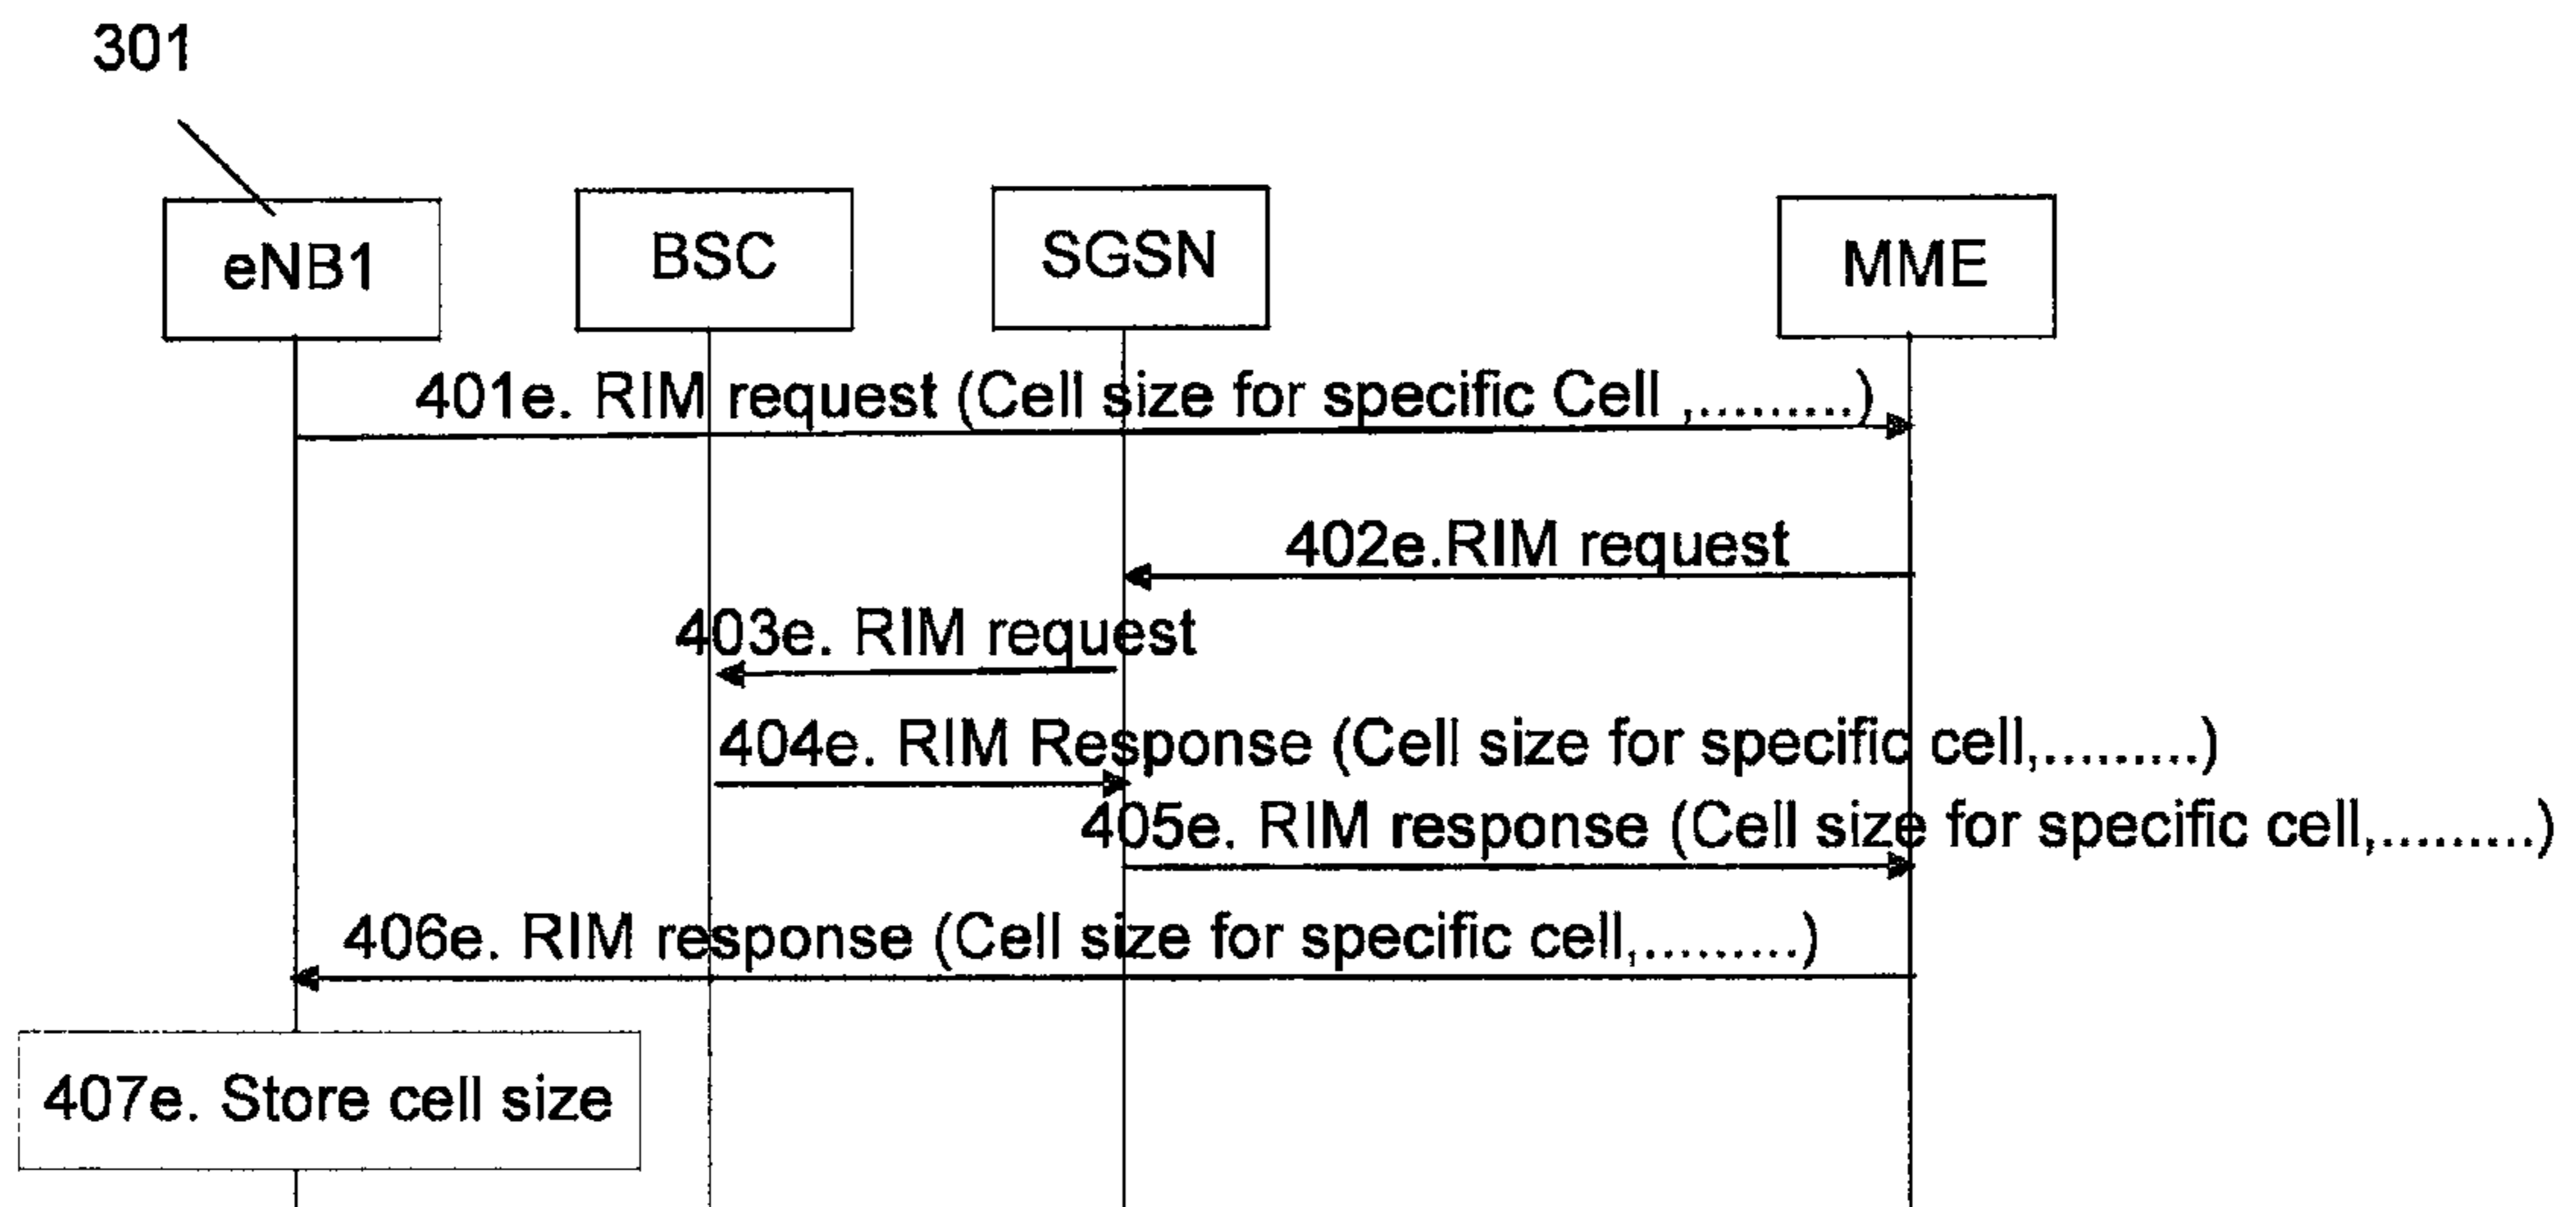 301
eNB1
BSC
SGSN
MME
401e. RIM request (Cell size for specific Cell ,.........)
402e.RIM request
403e. RIM request
404e. RIM Response (Cell size for specific cell,.........)
405e. RIM response (Cell size for specific cell,.........)
406e. RIM response (Cell size for specific cell,.........)
407e. Store cell size